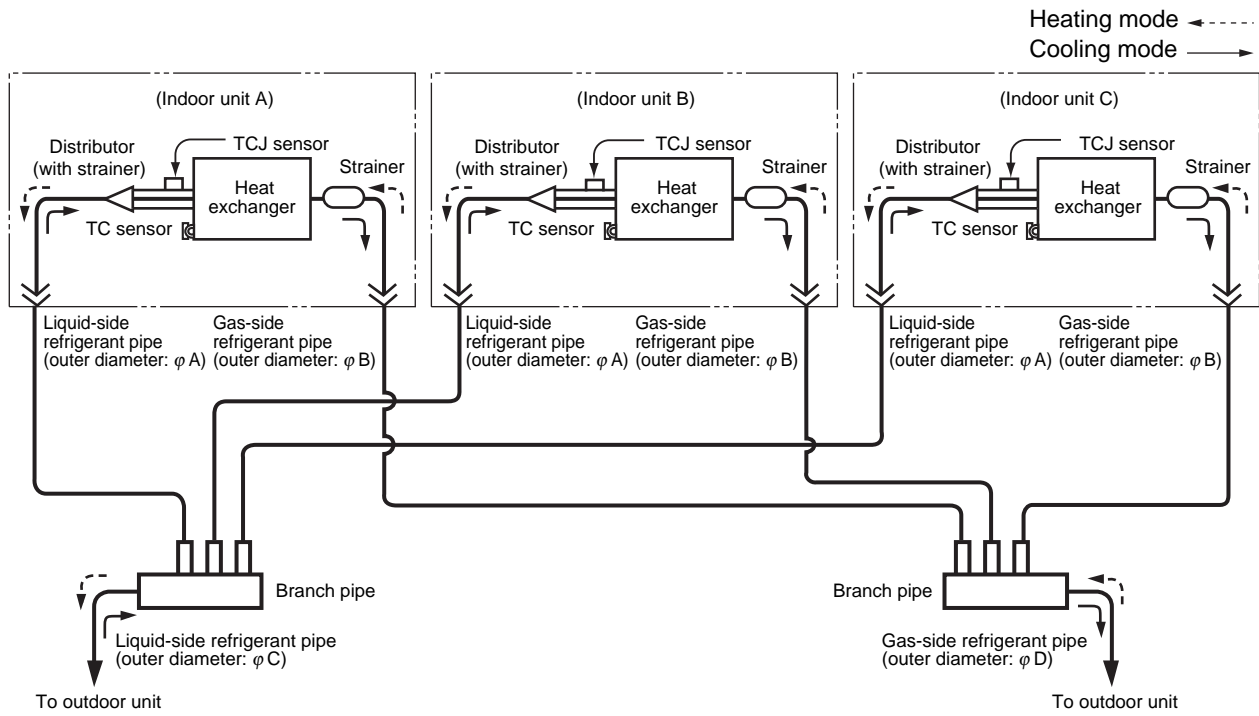 Heating mode
Cooling mode
(Indoor unit A)
Distributor
(with strainer)
TCJ sensor
Strainer
Heat
exchanger
TC sensor
Liquid-side
refrigerant pipe
(outer diameter: φ A)
Gas-side
refrigerant pipe
(outer diameter: φ B)
(Indoor unit B)
Distributor
(with strainer)
TCJ sensor
Strainer
Heat
exchanger
TC sensor
Liquid-side
refrigerant pipe
(outer diameter: φ A)
Gas-side
refrigerant pipe
(outer diameter: φ B)
(Indoor unit C)
Distributor
(with strainer)
TCJ sensor
Strainer
Heat
exchanger
TC sensor
Liquid-side
refrigerant pipe
(outer diameter: φ A)
Gas-side
refrigerant pipe
(outer diameter: φ B)
Branch pipe
Liquid-side refrigerant pipe
(outer diameter: φ C)
To outdoor unit
Branch pipe
Gas-side refrigerant pipe
(outer diameter: φ D)
To outdoor unit